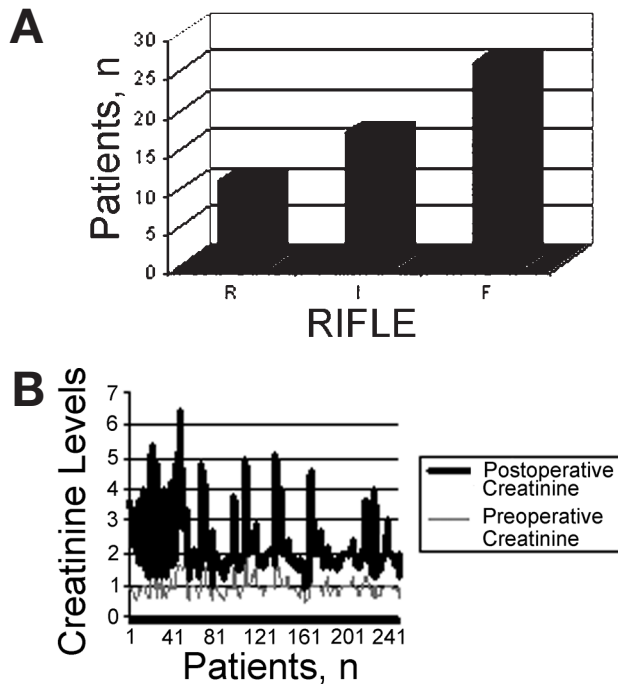 A
Patients, n
30
25
20
15
10
5
0
R I F
RIFLE
B
Creatinine Levels
7
6
5
4
3
2
1
0
1 41 81 121 161 201 241
Patients, n
Postoperative
Creatinine
Preoperative
Creatinine